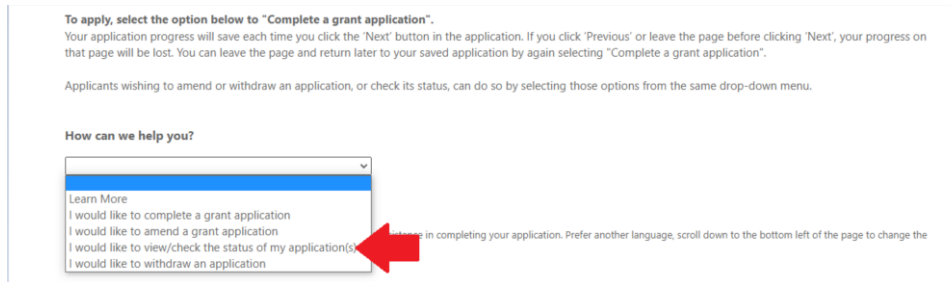 To apply, select the option below to "Complete a grant application".
Your application progress will save each time you click the 'Next' button in the application. If you click 'Previous' or leave the page before clicking 'Next', your progress on
that page will be lost. You can leave the page and return later to your saved application by again selecting "Complete a grant application".
Applicants wishing to amend or withdraw an application, or check its status, can do so by selecting those options from the same drop-down menu.
How can we help you?
Learn More
I would like to complete a grant application
I would like to amend a grant application
I would like to view/check the status of my application(s)
in completing your application. Prefer another language, scroll down to the bottom left of the page to change the
I would like to withdraw an application